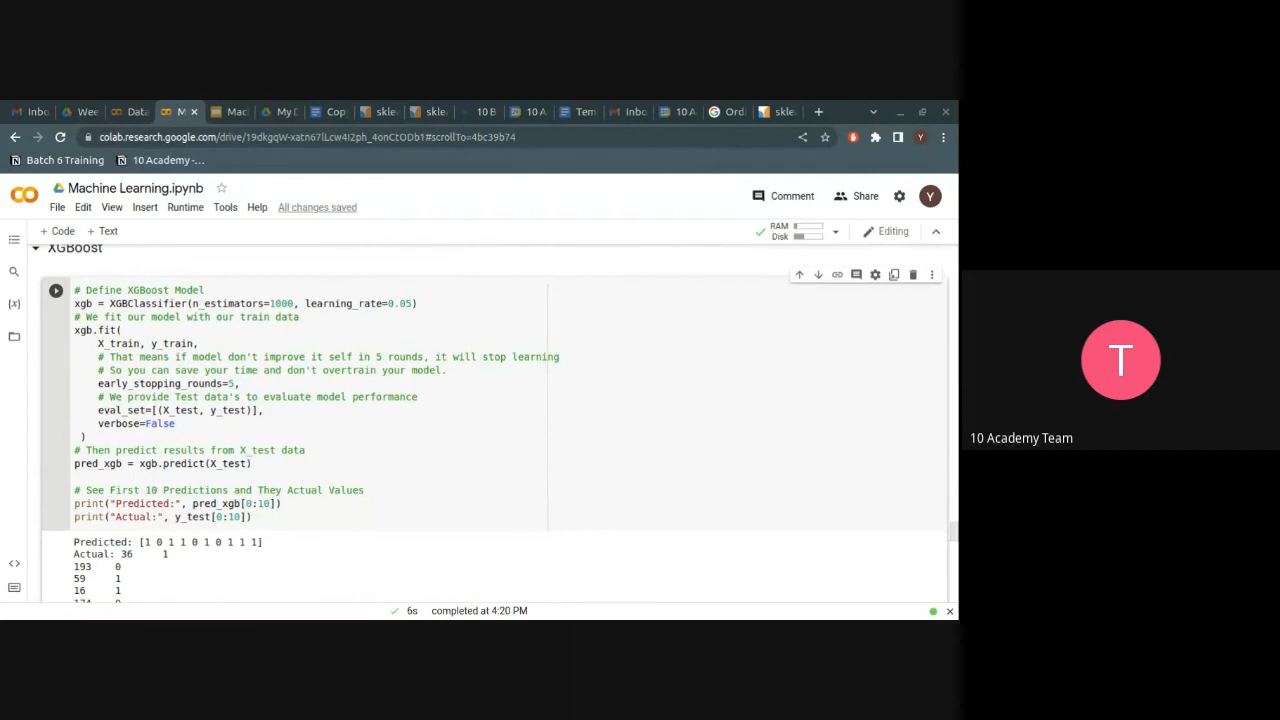 Inbo
Wee
Data
M
Mac
My D
Cop
skle
skle
10 B
10 A
Tem
Inbo
10 A
Ordi
skle
colab.research.google.com/drive/19dkgqW-xatn67lLcw4I2ph_4onCtODb1#scrollTo=4bc39b74
Batch 6 Training
10 Academy -...
Machine Learning.ipynb
Comment
Share
Y
File Edit View Insert Runtime Tools Help All changes saved
+ Code + Text
RAM
Disk
Editing
XGBoost
# Define XGBoost Model
xgb = XGBClassifier(n_estimators=1000, learning_rate=0.05)
# We fit our model with our train data
xgb.fit(
X_train, y_train,
# That means if model don't improve it self in 5 rounds, it will stop learning
# So you can save your time and don't overtrain your model.
early_stopping_rounds=5,
# We provide Test data's to evaluate model performance
eval_set=[(X_test, y_test)],
verbose=False
)
# Then predict results from X_test data
pred_xgb = xgb.predict(X_test)
# See First 10 Predictions and They Actual Values
print("Predicted:", pred_xgb[0:10])
print("Actual:", y_test[0:10])
Predicted: [1 0 1 1 0 1 0 1 1 1]
Actual: 36 1
193 0
59 1
16 1
6s completed at 4:20 PM
T
10 Academy Team